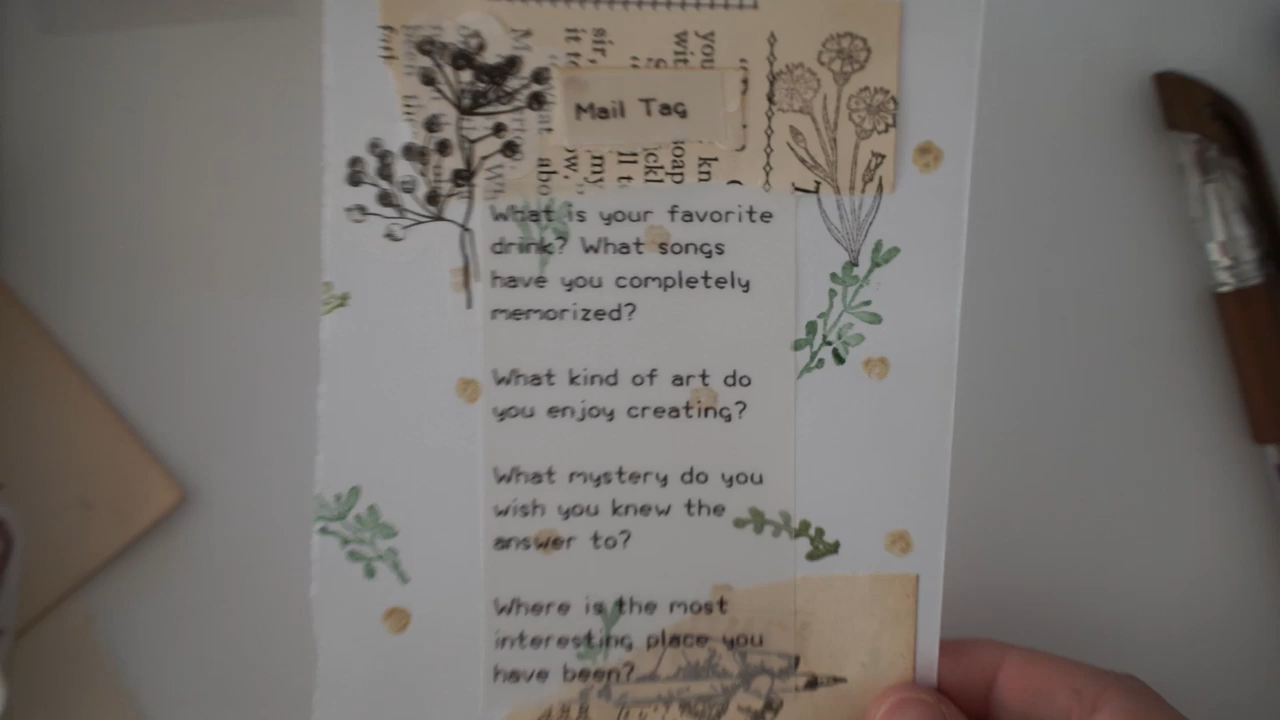 Mail Tag
What is your favorite
drink? What songs
have you completely
memorized?
What kind of art do
you enjoy creating?
What mystery do you
wish you knew the
answer to?
Where is the most
interesting place you
have been?